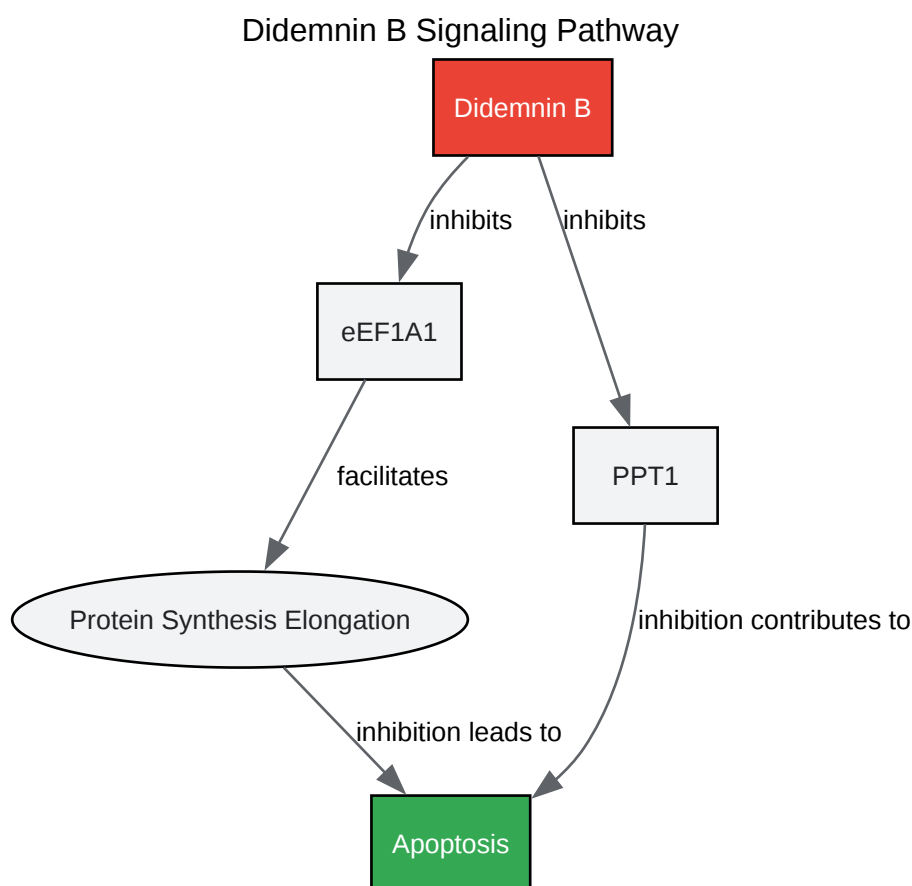 Didemnin B Signaling Pathway
Didemnin B
inhibits
inhibits
eEF1A1
facilitates
PPT1
Protein Synthesis Elongation
inhibition contributes to
inhibition leads to
Apoptosis